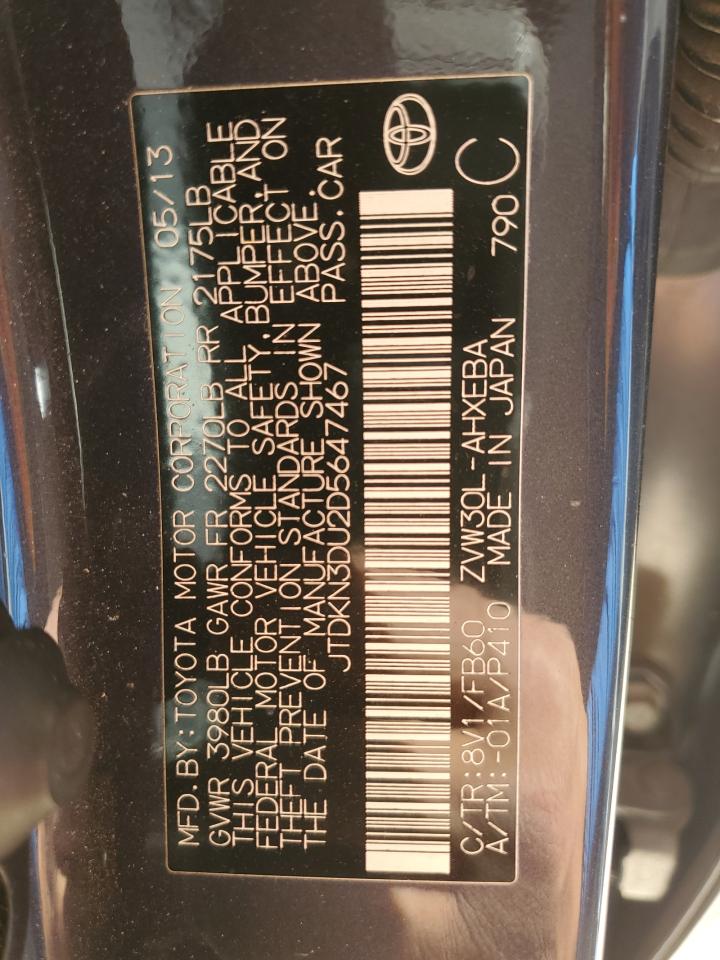 MFD.BY:TOYOTA MOTOR CORPORATION 05/13
GVWR 3980LB GAWR FR 2270LB RR 2175LB
THIS VEHICLE CONFORMS TO ALL APPLICABLE
FEDERAL MOTOR VEHICLE SAFETY,BUMPER,AND
THEFT PREVENTION STANDARDS IN EFFECT ON
THE DATE OF MANUFACTURE SHOWN ABOVE.
JTDKN3DU2D5647467 PASS.CAR
C/TR:8V1/FB60 ZVW30L-AHXEBA
A/TM:-01A/P410 MADE IN JAPAN 790 C